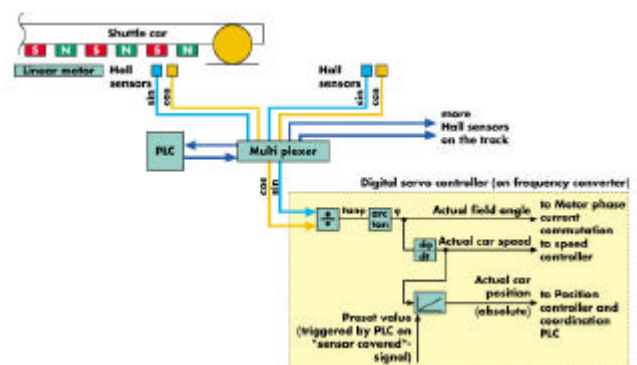 Shuttle car
S N S N S N
Linear motor
Hall
sensors
sin
cos
Hall
sensors
sin
cos
more
Hall sensors
on the track
PLC
Multi plexer
cos
sin
Digital servo controller (on frequency converter)
tanφ
arc
tan
φ
Actual field angle
to Motor phase
current
commutation
dφ
dt
Actual car speed
to speed
controller
Actual car
position
(absolute)
to Position
controller and
coordination
PLC
Preset value
(triggered by PLC on
"sensor covered"-
signal)